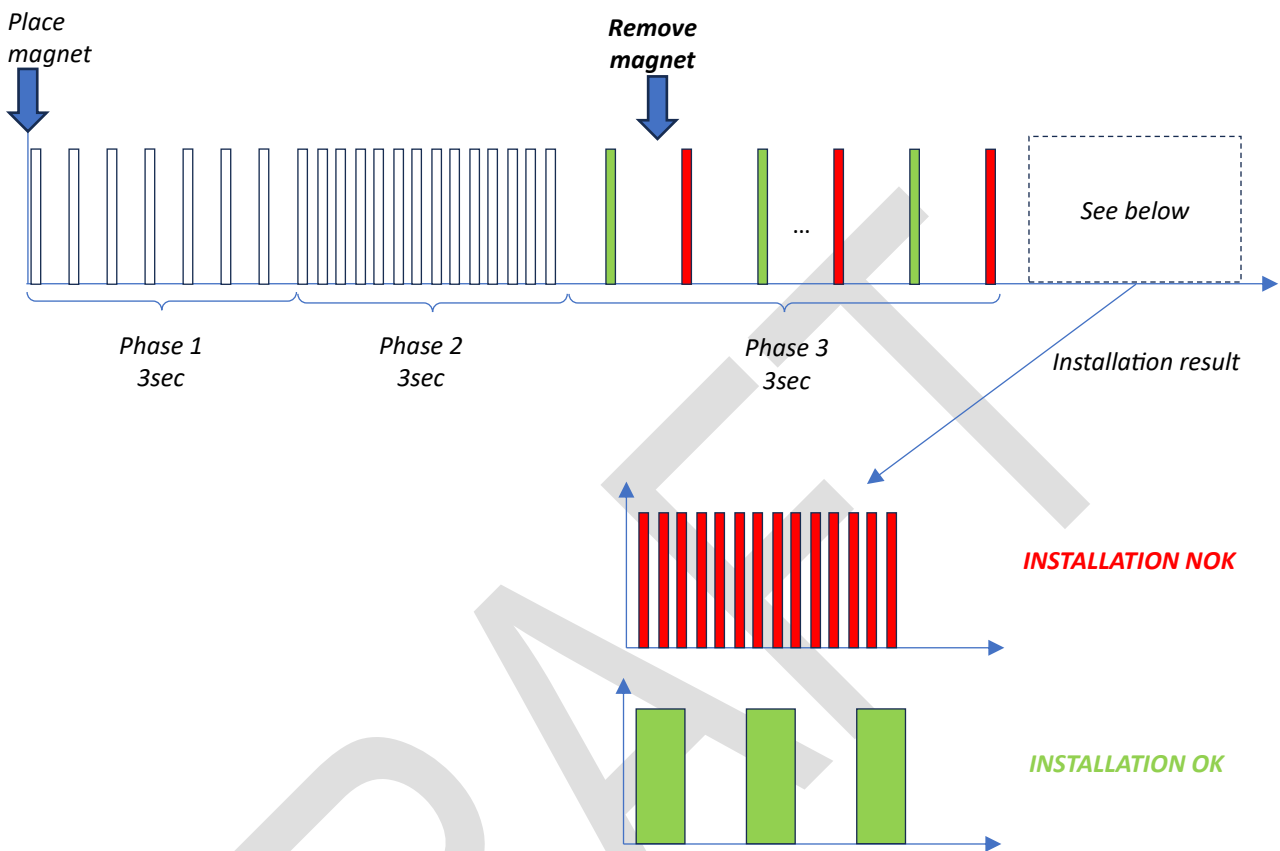 Place
magnet
Remove
magnet
...
See below
Phase 1
3sec
Phase 2
3sec
Phase 3
3sec
Installation result
INSTALLATION NOK
INSTALLATION OK
DRAFT